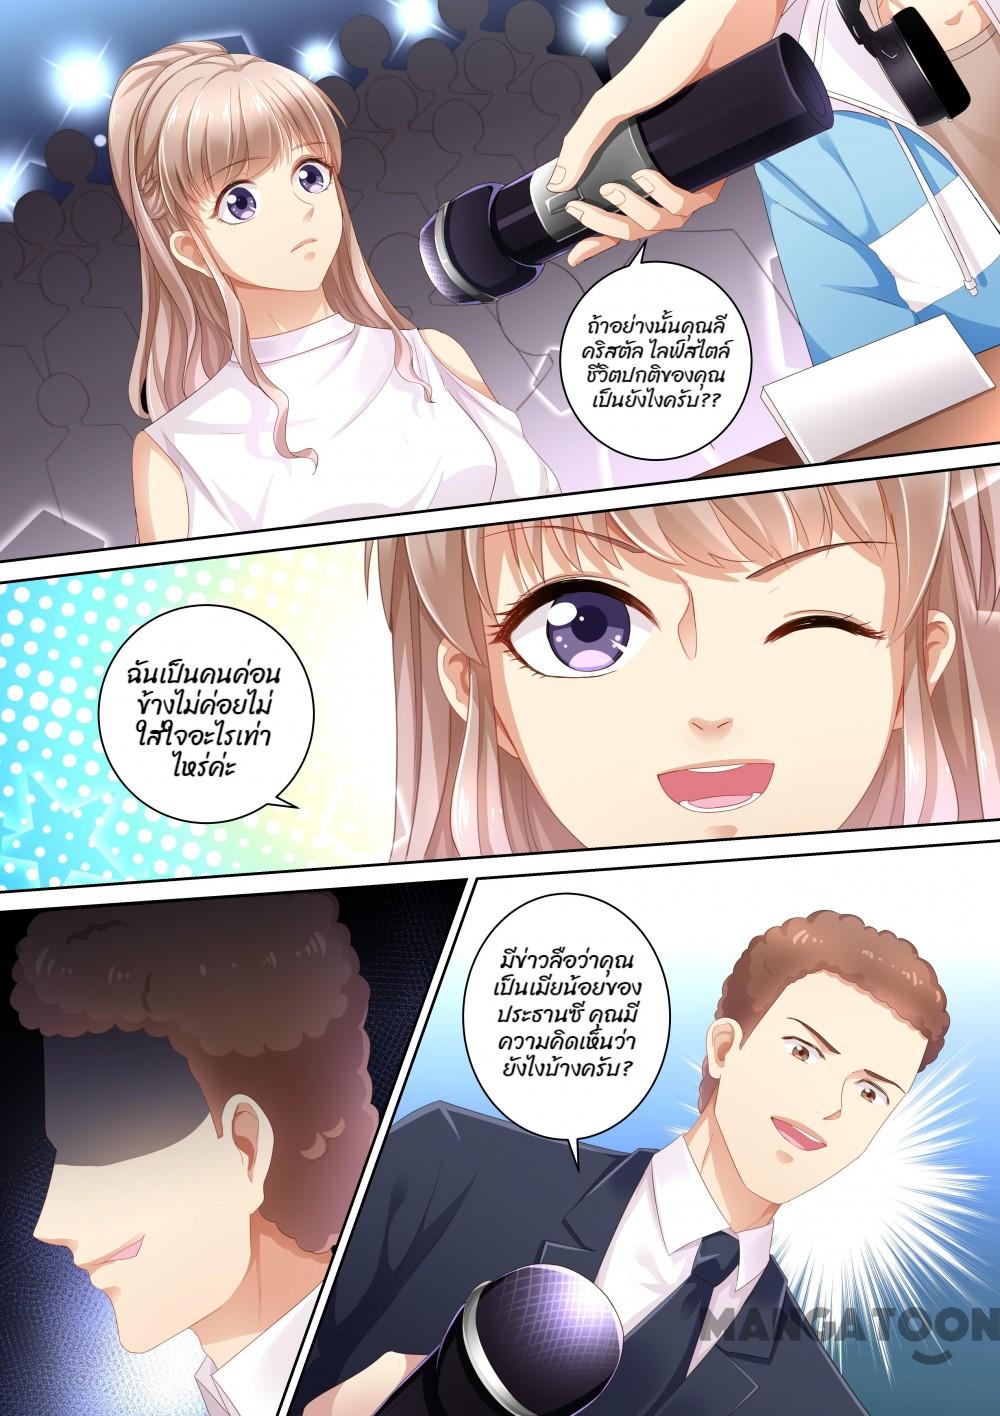 ถ้าอย่างนั้นคุณลี
คริสตัล ไลฟ์สไตล์
ชีวิตปกติของคุณ
เป็นยังไงครับ??
ฉันเป็นคนค่อน
ข้างไม่ค่อยไม่
ใส่ใจอะไรเท่า
ไหร่ค่ะ
มีข่าวลือว่าคุณ
เป็นเมียน้อยของ
ประธานซี คุณมี
ความคิดเห็นว่า
ยังไงบ้างครับ?
MANGATOON